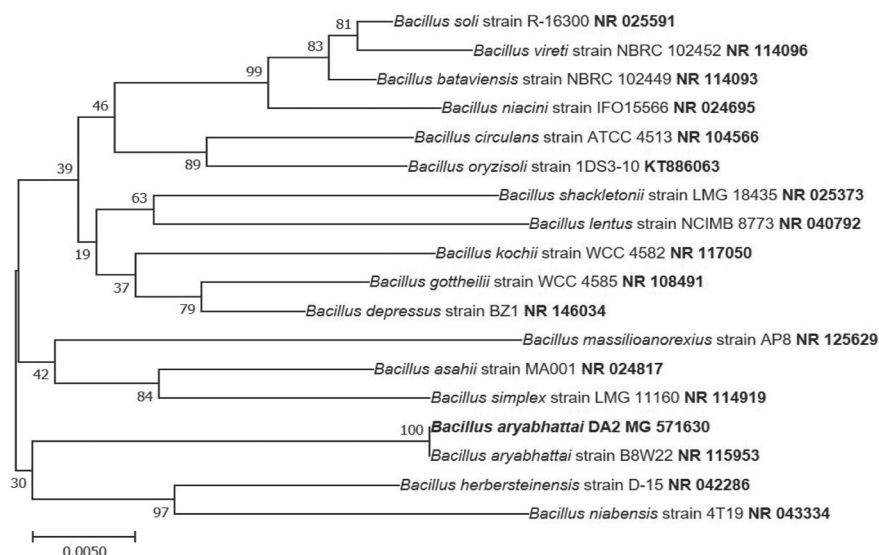 81
Bacillus soli strain R-16300 NR 025591
83
Bacillus vireti strain NBRC 102452 NR 114096
99
Bacillus bataviensis strain NBRC 102449 NR 114093
46
Bacillus niacini strain IFO15566 NR 024695
Bacillus circulans strain ATCC 4513 NR 104566
89
Bacillus oryzisoli strain 1DS3-10 KT886063
39
63
Bacillus shackletonii strain LMG 18435 NR 025373
Bacillus lentus strain NCIMB 8773 NR 040792
19
Bacillus kochii strain WCC 4582 NR 117050
37
Bacillus gottheilii strain WCC 4585 NR 108491
79
Bacillus depressus strain BZ1 NR 146034
Bacillus massilioanorexius strain AP8 NR 125629
42
Bacillus asahii strain MA001 NR 024817
84
Bacillus simplex strain LMG 11160 NR 114919
100
Bacillus aryabhattai DA2 MG 571630
Bacillus aryabhattai strain B8W22 NR 115953
30
Bacillus herbersteinensis strain D-15 NR 042286
97
Bacillus niabensis strain 4T19 NR 043334
0.0050